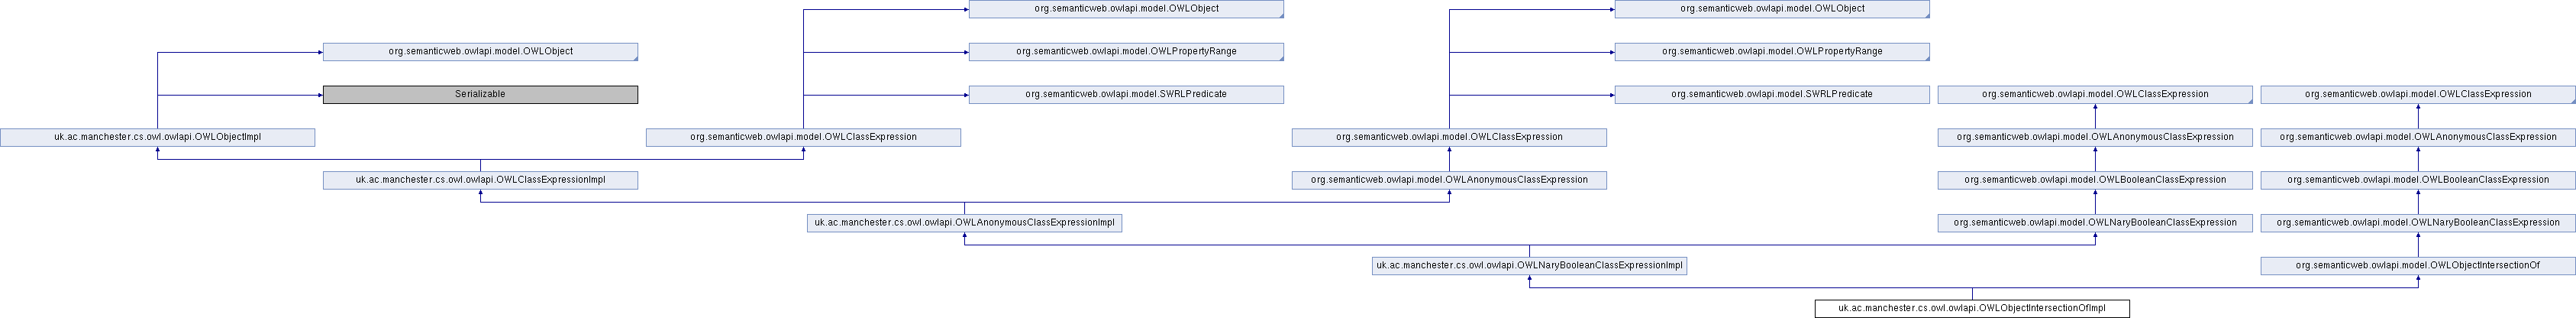 org.semanticweb.owlapi.model.OWLObject
org.semanticweb.owlapi.model.OWLObject
org.semanticweb.owlapi.model.OWLObject
org.semanticweb.owlapi.model.OWLPropertyRange
org.semanticweb.owlapi.model.OWLPropertyRange
Serializable
org.semanticweb.owlapi.model.SWRLPredicate
org.semanticweb.owlapi.model.SWRLPredicate
org.semanticweb.owlapi.model.OWLClassExpression
org.semanticweb.owlapi.model.OWLClassExpression
uk.ac.manchester.cs.owl.owlapi.OWLObjectImpl
org.semanticweb.owlapi.model.OWLClassExpression
org.semanticweb.owlapi.model.OWLClassExpression
org.semanticweb.owlapi.model.OWLAnonymousClassExpression
org.semanticweb.owlapi.model.OWLAnonymousClassExpression
uk.ac.manchester.cs.owl.owlapi.OWLClassExpressionImpl
org.semanticweb.owlapi.model.OWLAnonymousClassExpression
org.semanticweb.owlapi.model.OWLBooleanClassExpression
org.semanticweb.owlapi.model.OWLBooleanClassExpression
uk.ac.manchester.cs.owl.owlapi.OWLAnonymousClassExpressionImpl
org.semanticweb.owlapi.model.OWLNaryBooleanClassExpression
org.semanticweb.owlapi.model.OWLNaryBooleanClassExpression
uk.ac.manchester.cs.owl.owlapi.OWLNaryBooleanClassExpressionImpl
org.semanticweb.owlapi.model.OWLObjectIntersectionOf
uk.ac.manchester.cs.owl.owlapi.OWLObjectIntersectionOfImpl